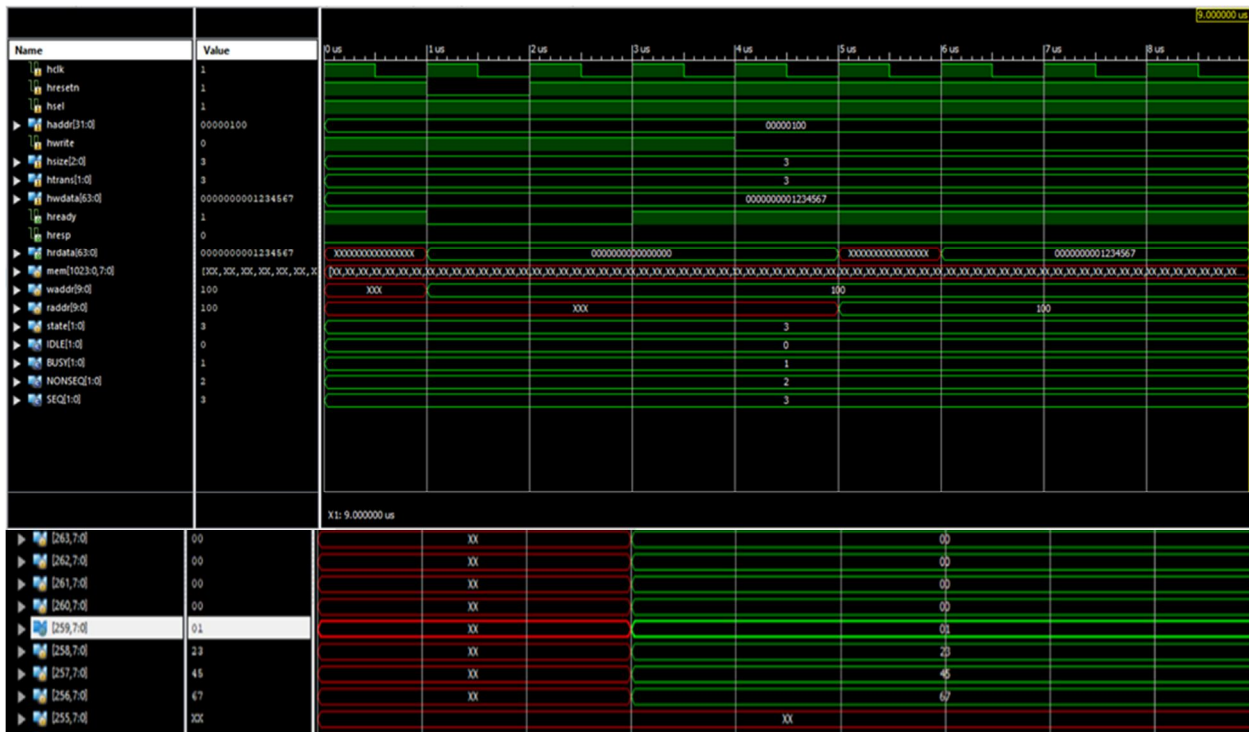 9.000000 us
Name Value 0 us 1 us 2 us 3 us 4 us 5 us 6 us 7 us 8 us
hclk 1
hresetn 1
hsel 1
haddr[31:0] 00000100 00000100
hwrite 0
hsize[2:0] 3 3
htrans[1:0] 3 3
hwdata[63:0] 0000000001234567 0000000001234567
hready 1
hresp 0
hrdata[63:0] 0000000001234567 XXXXXXXXXXXXXXXX 0000000000000000 XXXXXXXXXXXXXXXX 0000000001234567
mem[1023:0,7:0] [XX,XX,XX,XX,XX,XX,X
waddr[9:0] 100 XXX 100
raddr[9:0] 100 XXX 100
state[1:0] 3 3
IDLE[1:0] 0 0
BUSY[1:0] 1 1
NONSEQ[1:0] 2 2
SEQ[1:0] 3 3
X1: 9.000000 us
[263,7:0] 00 XX 00
[262,7:0] 00 XX 00
[261,7:0] 00 XX 00
[260,7:0] 00 XX 00
[259,7:0] 01 XX 01
[258,7:0] 23 XX 23
[257,7:0] 45 XX 45
[256,7:0] 67 XX 67
[255,7:0] XX XX